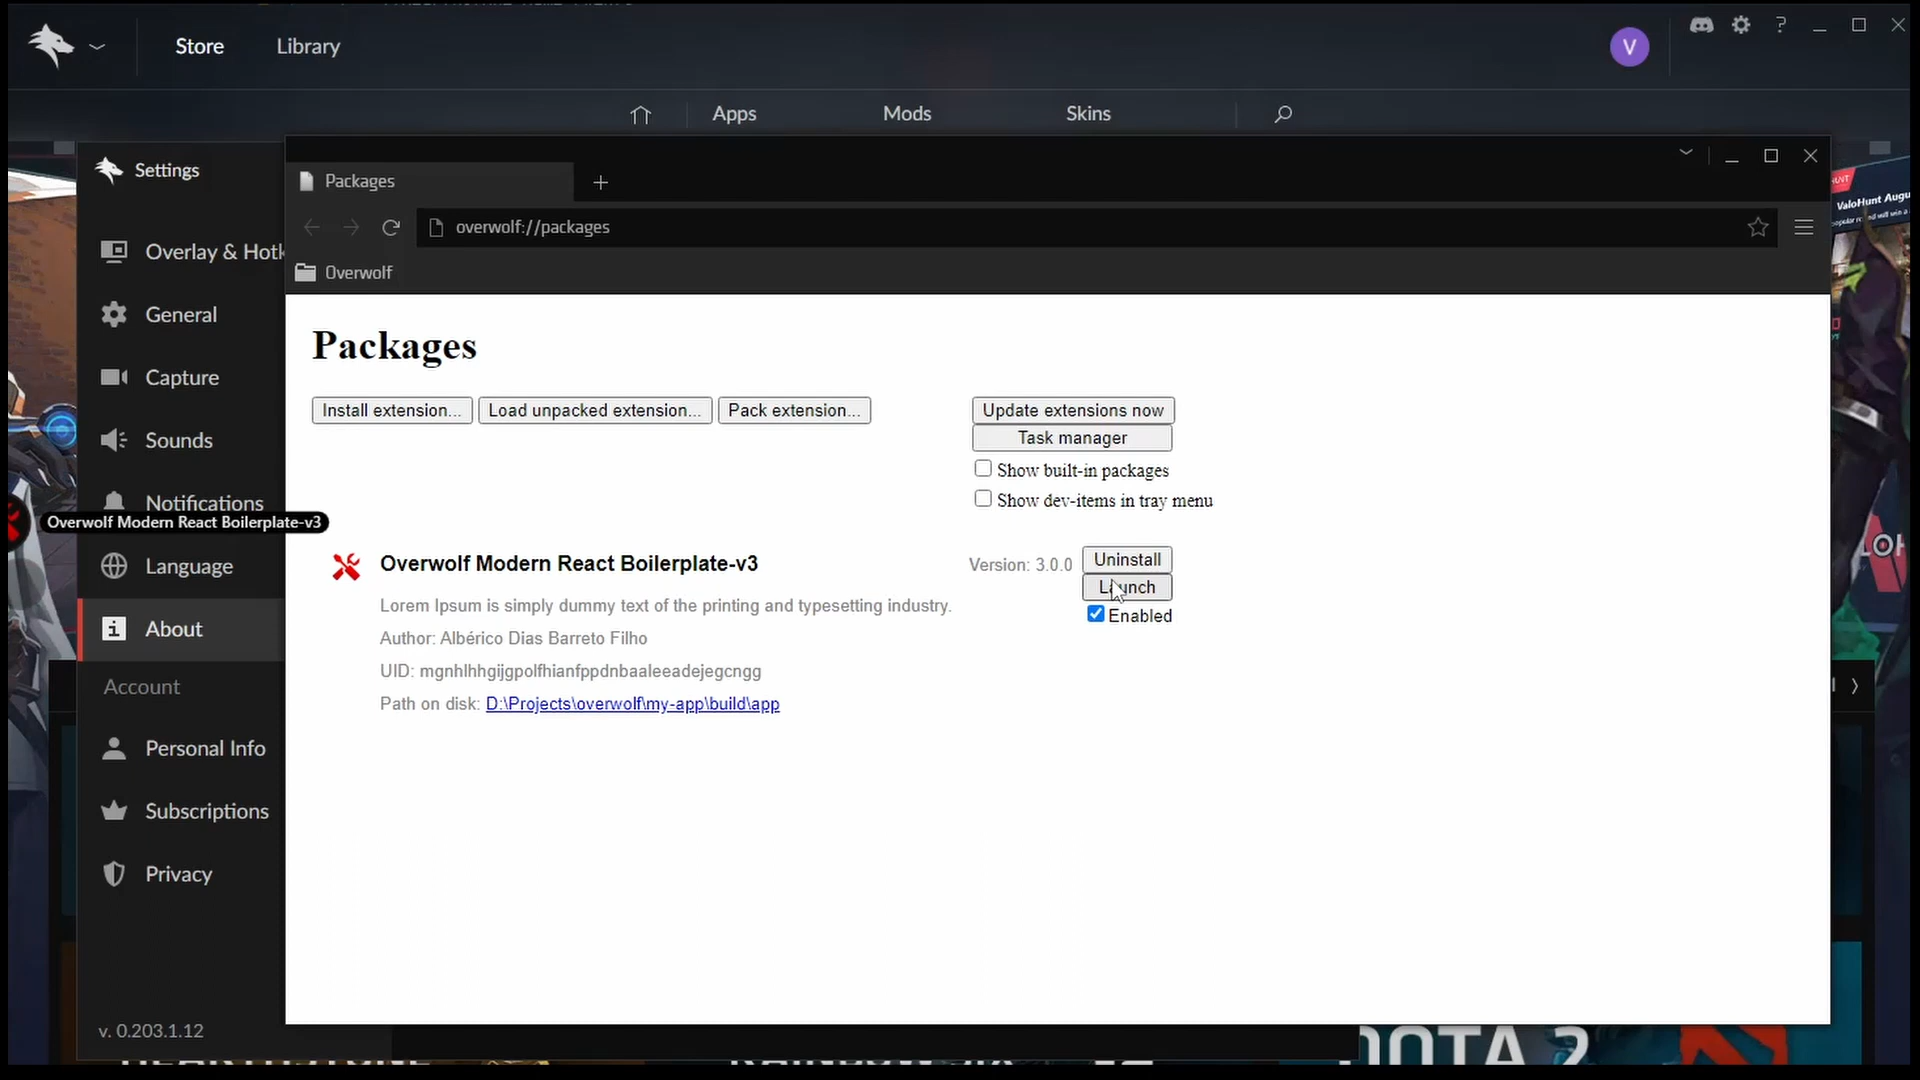 Store
Library
V
?
Apps
Mods
Skins
Settings
Packages
overwolf://packages
Overwolf
Overlay & Hotk
General
Capture
Sounds
Notifications
Overwolf Modern React Boilerplate-v3
Language
About
Account
Personal Info
Subscriptions
Privacy
v. 0.203.1.12
Packages
Install extension...
Load unpacked extension...
Pack extension...
Update extensions now
Task manager
Show built-in packages
Show dev-items in tray menu
Overwolf Modern React Boilerplate-v3
Version: 3.0.0
Uninstall
Launch
Enabled
Lorem Ipsum is simply dummy text of the printing and typesetting industry.
Author: Albérico Dias Barreto Filho
UID: mgnhlhhgijgpolfhianfppdnbaaleeadejegcngg
Path on disk: D:\Projects\overwolf\my-app\build\app
ValoHunt Augu
DOTA 2